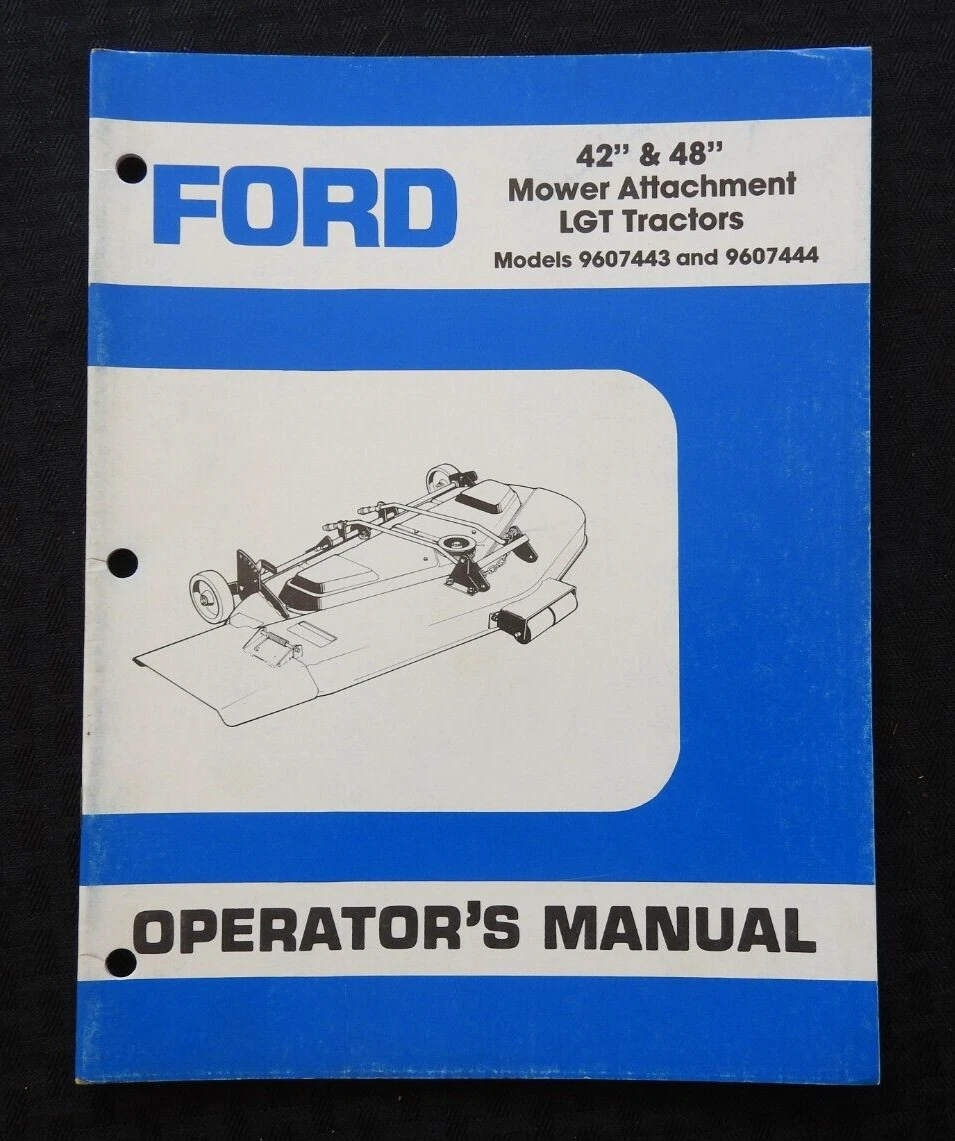 FORD
42” & 48”
Mower Attachment
LGT Tractors
Models 9607443 and 9607444
OPERATOR’S MANUAL